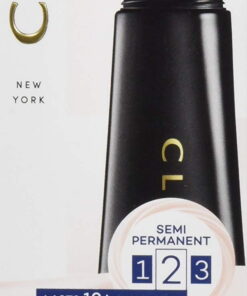 NEW
YORK
CL
SEMI
PERMANENT
1 2 3